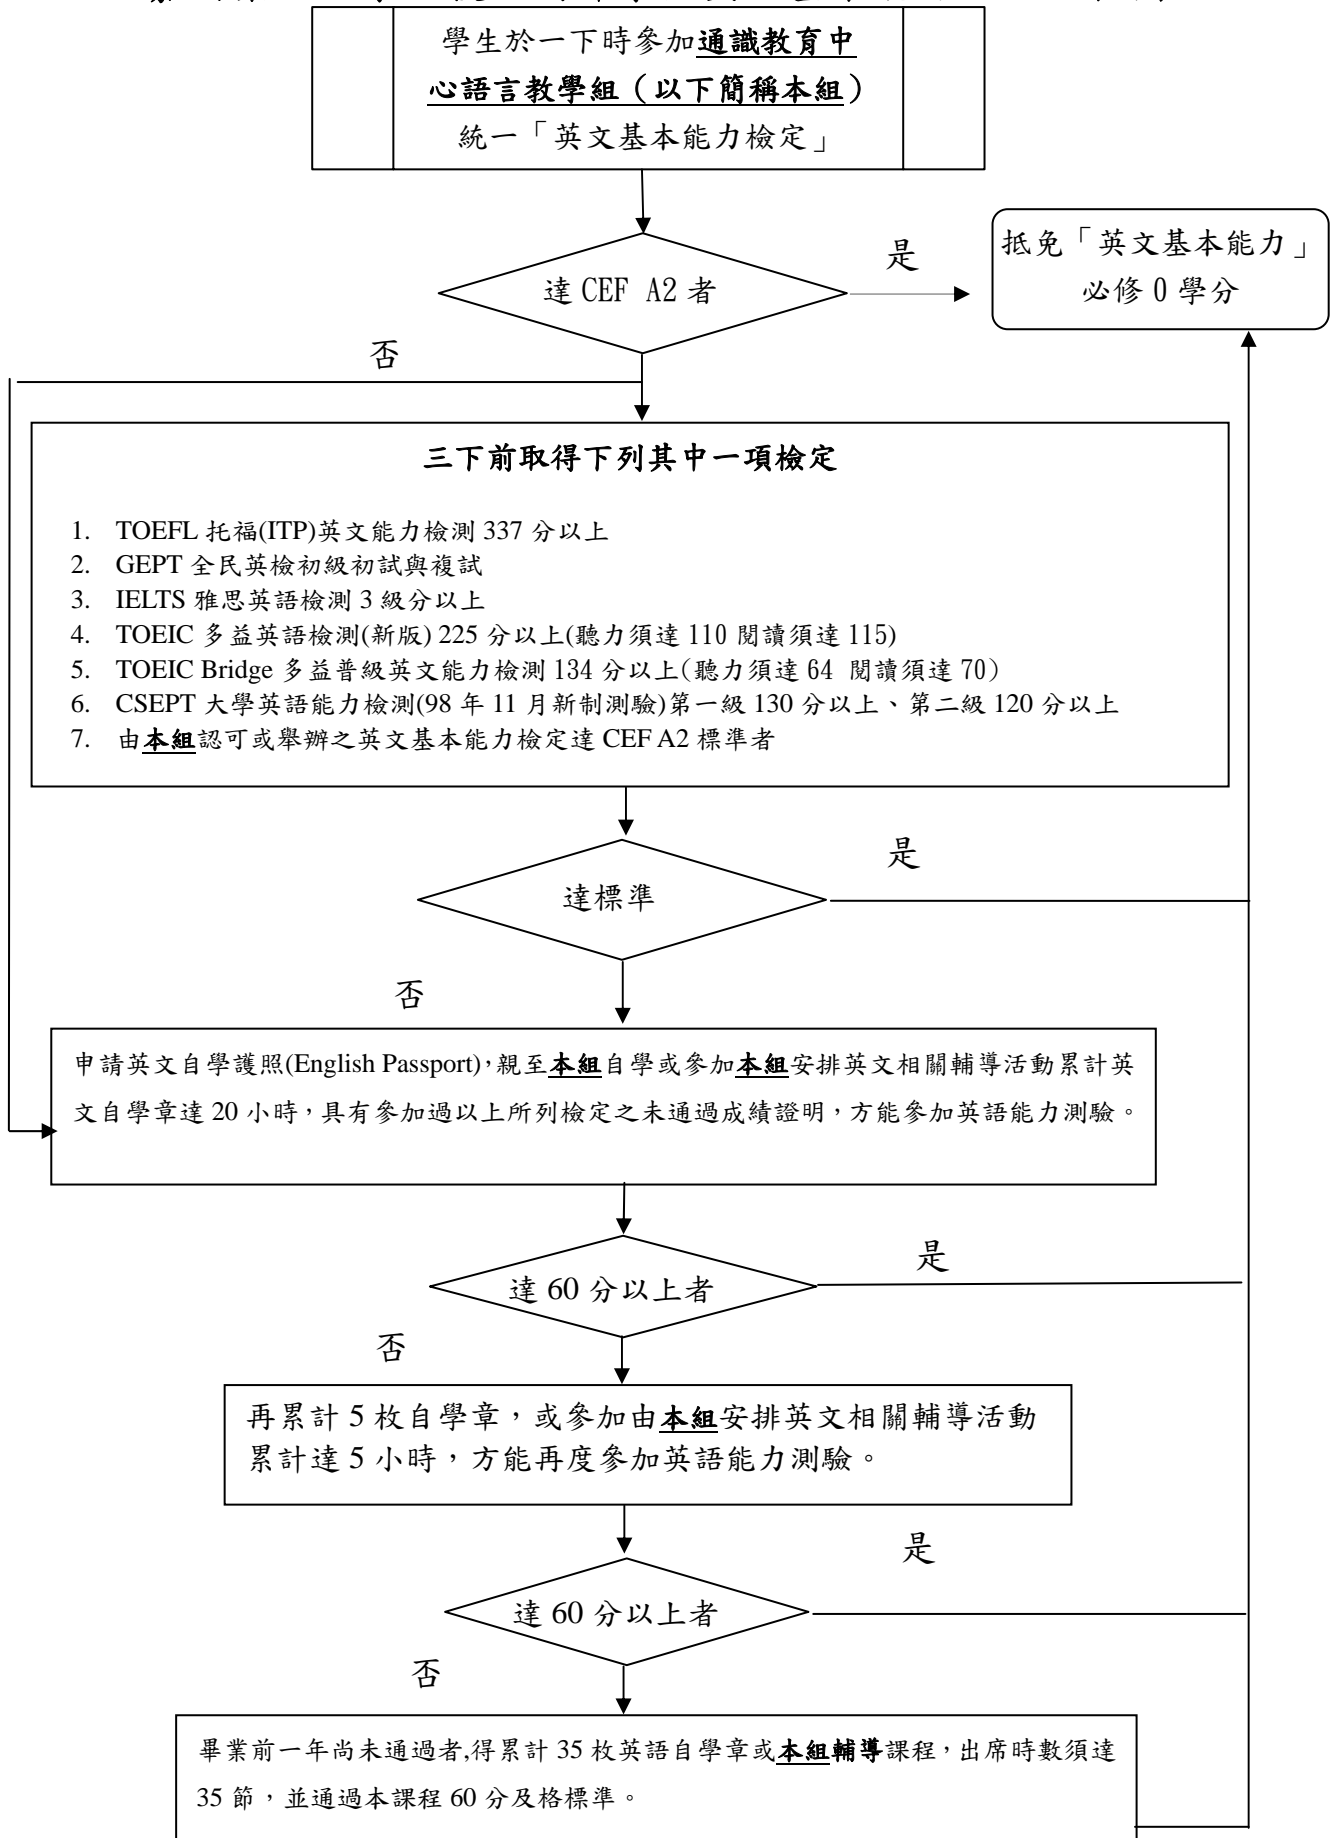 學生於一下時參加通識教育中
心語言教學組（以下簡稱本組）
統一「英文基本能力檢定」
達 CEF A2 者
是
抵免「英文基本能力」
必修 0 學分
否
三下前取得下列其中一項檢定
1. TOEFL 托福(ITP)英文能力檢測 337 分以上
2. GEPT 全民英檢初級初試與複試
3. IELTS 雅思英語檢測 3 級分以上
4. TOEIC 多益英語檢測(新版) 225 分以上(聽力須達 110 閱讀須達 115)
5. TOEIC Bridge 多益普級英文能力檢測 134 分以上(聽力須達 64 閱讀須達 70)
6. CSEPT 大學英語能力檢測(98 年 11 月新制測驗)第一級 130 分以上、第二級 120 分以上
7. 由本組認可或舉辦之英文基本能力檢定達 CEF A2 標準者
達標準
是
否
申請英文自學護照(English Passport)，親至本組自學或參加本組安排英文相關輔導活動累計英
文自學章達 20 小時，具有參加過以上所列檢定之未通過成績證明，方能參加英語能力測驗。
達 60 分以上者
是
否
再累計 5 枚自學章，或參加由本組安排英文相關輔導活動
累計達 5 小時，方能再度參加英語能力測驗。
達 60 分以上者
是
否
畢業前一年尚未通過者,得累計 35 枚英語自學章或本組輔導課程，出席時數須達
35 節，並通過本課程 60 分及格標準。